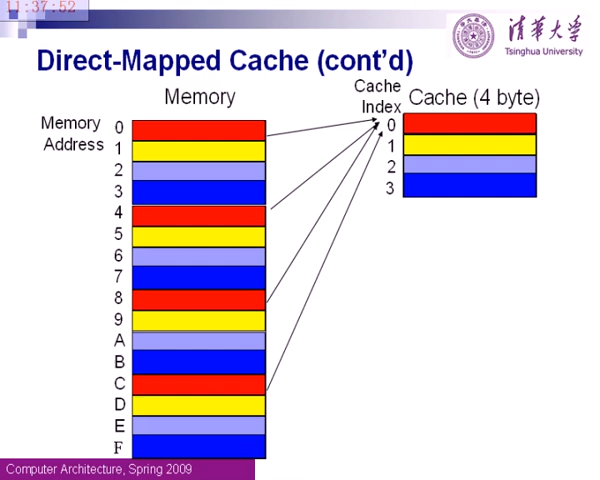 11:37:52
清华大学
Tsinghua University
Direct-Mapped Cache (cont'd)
Memory
Cache
Index
Cache (4 byte)
Memory
Address
0
1
2
3
4
5
6
7
8
9
A
B
C
D
E
F
0
1
2
3
Computer Architecture, Spring 2009